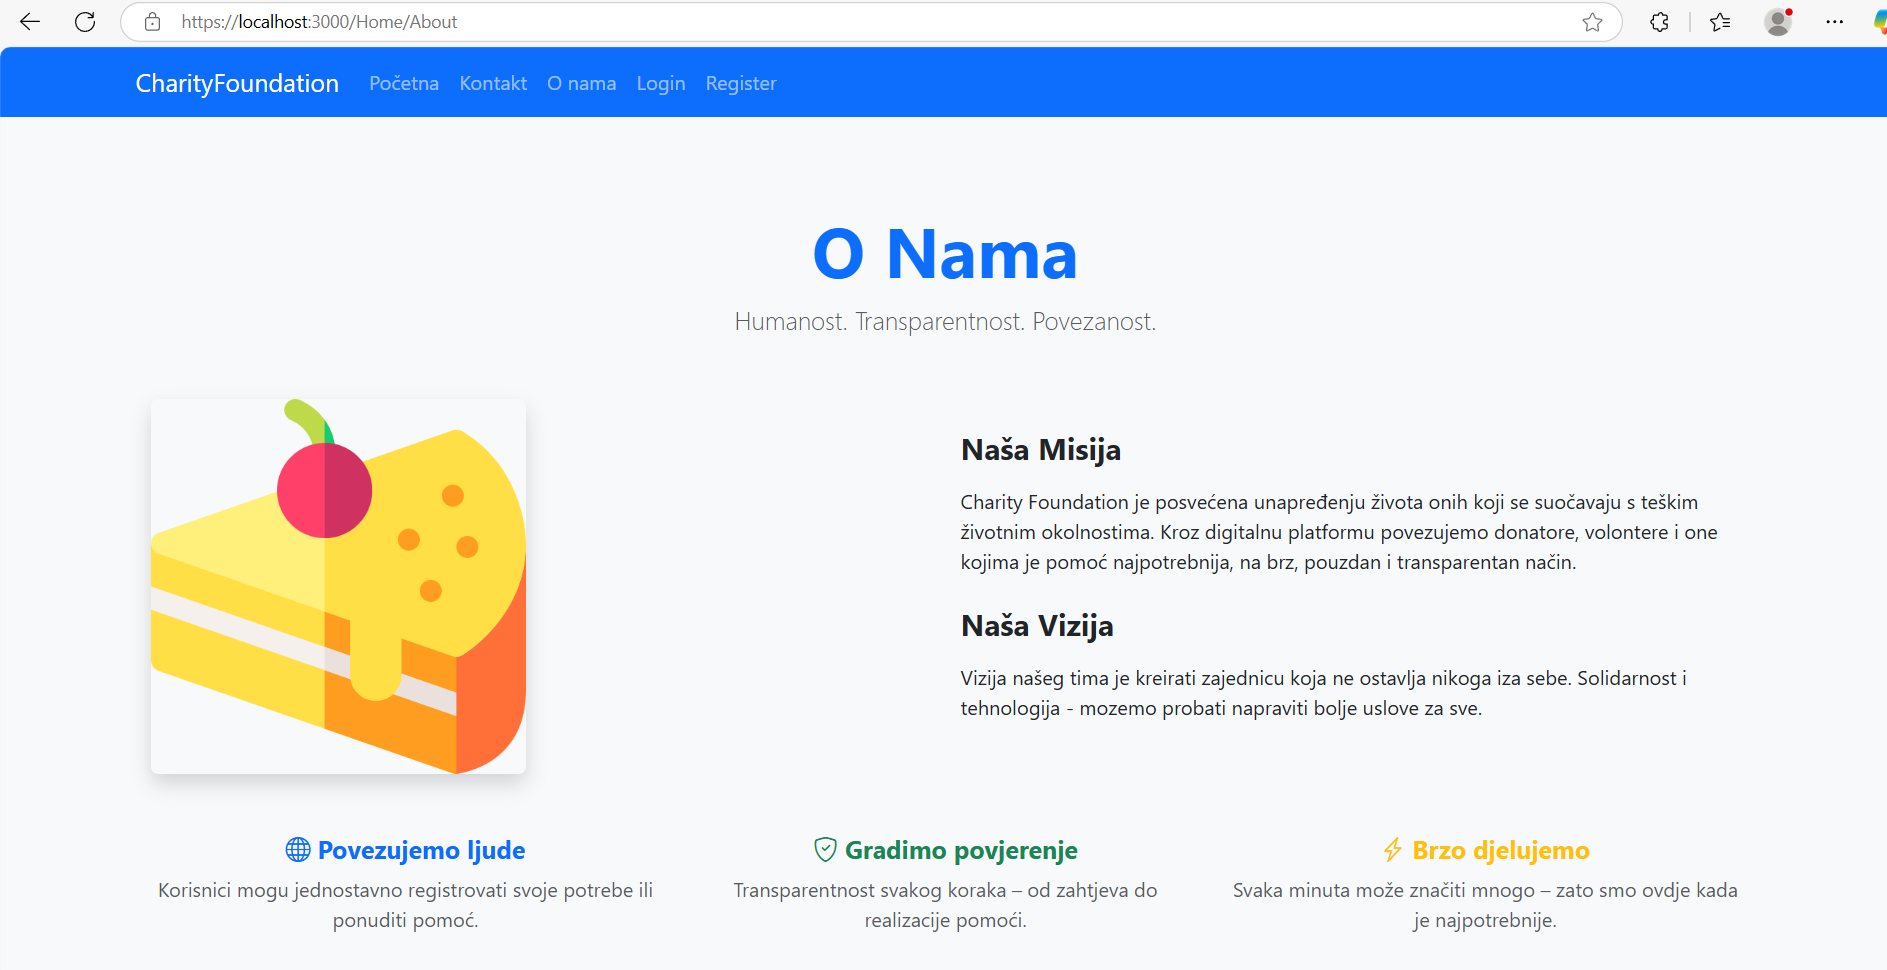 https://localhost:3000/Home/About
CharityFoundation Početna Kontakt O nama Login Register
O Nama
Humanost. Transparentnost. Povezanost.
Naša Misija
Charity Foundation je posvećena unapređenju života onih koji se suočavaju s teškim
životnim okolnostima. Kroz digitalnu platformu povezujemo donatore, volontere i one
kojima je pomoć najpotrebnija, na brz, pouzdan i transparentan način.
Naša Vizija
Vizija našeg tima je kreirati zajednicu koja ne ostavlja nikoga iza sebe. Solidarnost i
tehnologija - mozemo probati napraviti bolje uslove za sve.
Povezujemo ljude
Korisnici mogu jednostavno registrovati svoje potrebe ili
ponuditi pomoć.
Gradimo povjerenje
Transparentnost svakog koraka – od zahtjeva do
realizacije pomoći.
Brzo djelujemo
Svaka minuta može značiti mnogo – zato smo ovdje kada
je najpotrebnije.